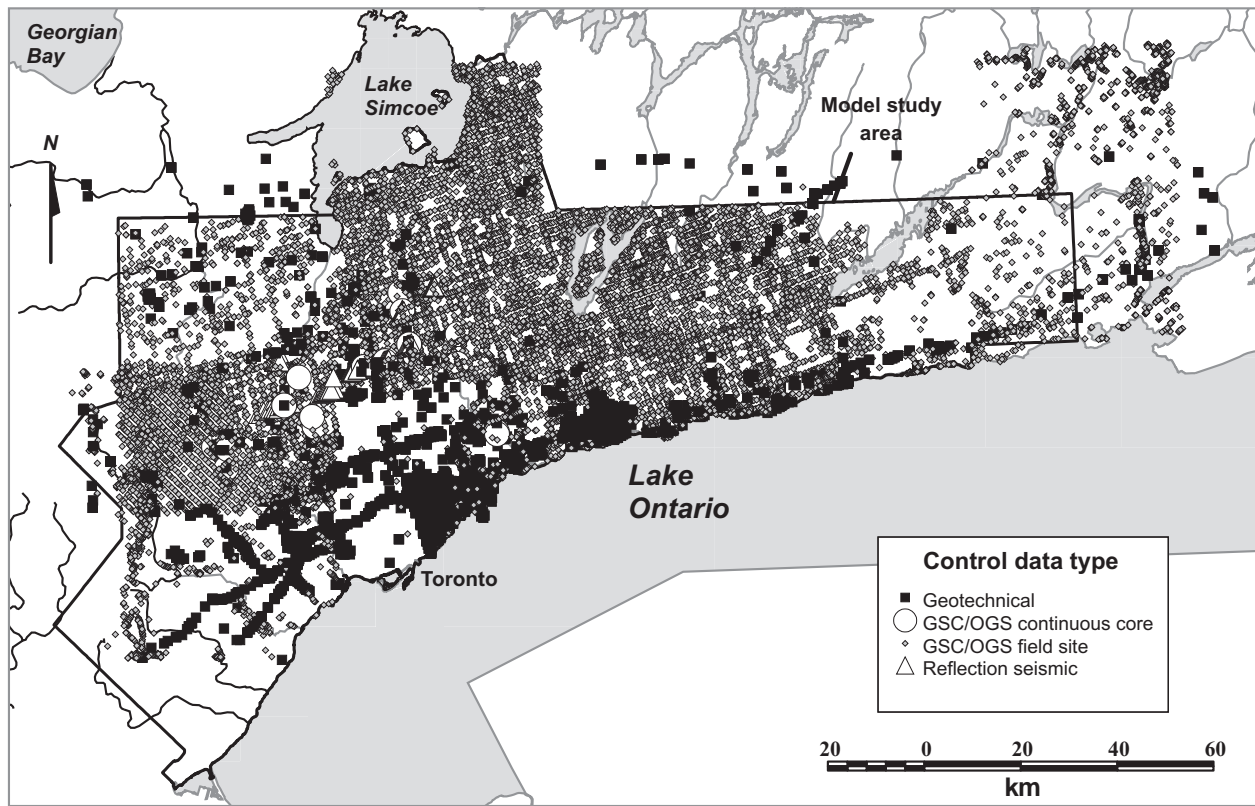 Georgian
Bay
Lake
Simcoe
Model study
area
N
Lake
Ontario
Toronto
Control data type
Geotechnical
GSC/OGS continuous core
GSC/OGS field site
Reflection seismic
20 0 20 40 60
km